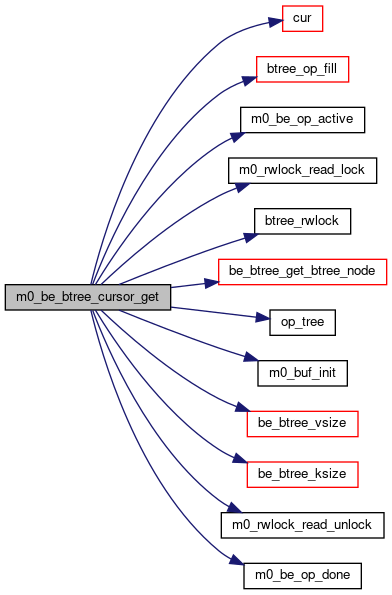 cur
btree_op_fill
m0_be_op_active
m0_rwlock_read_lock
btree_rwlock
be_btree_get_btree_node
m0_be_btree_cursor_get
op_tree
m0_buf_init
be_btree_vsize
be_btree_ksize
m0_rwlock_read_unlock
m0_be_op_done